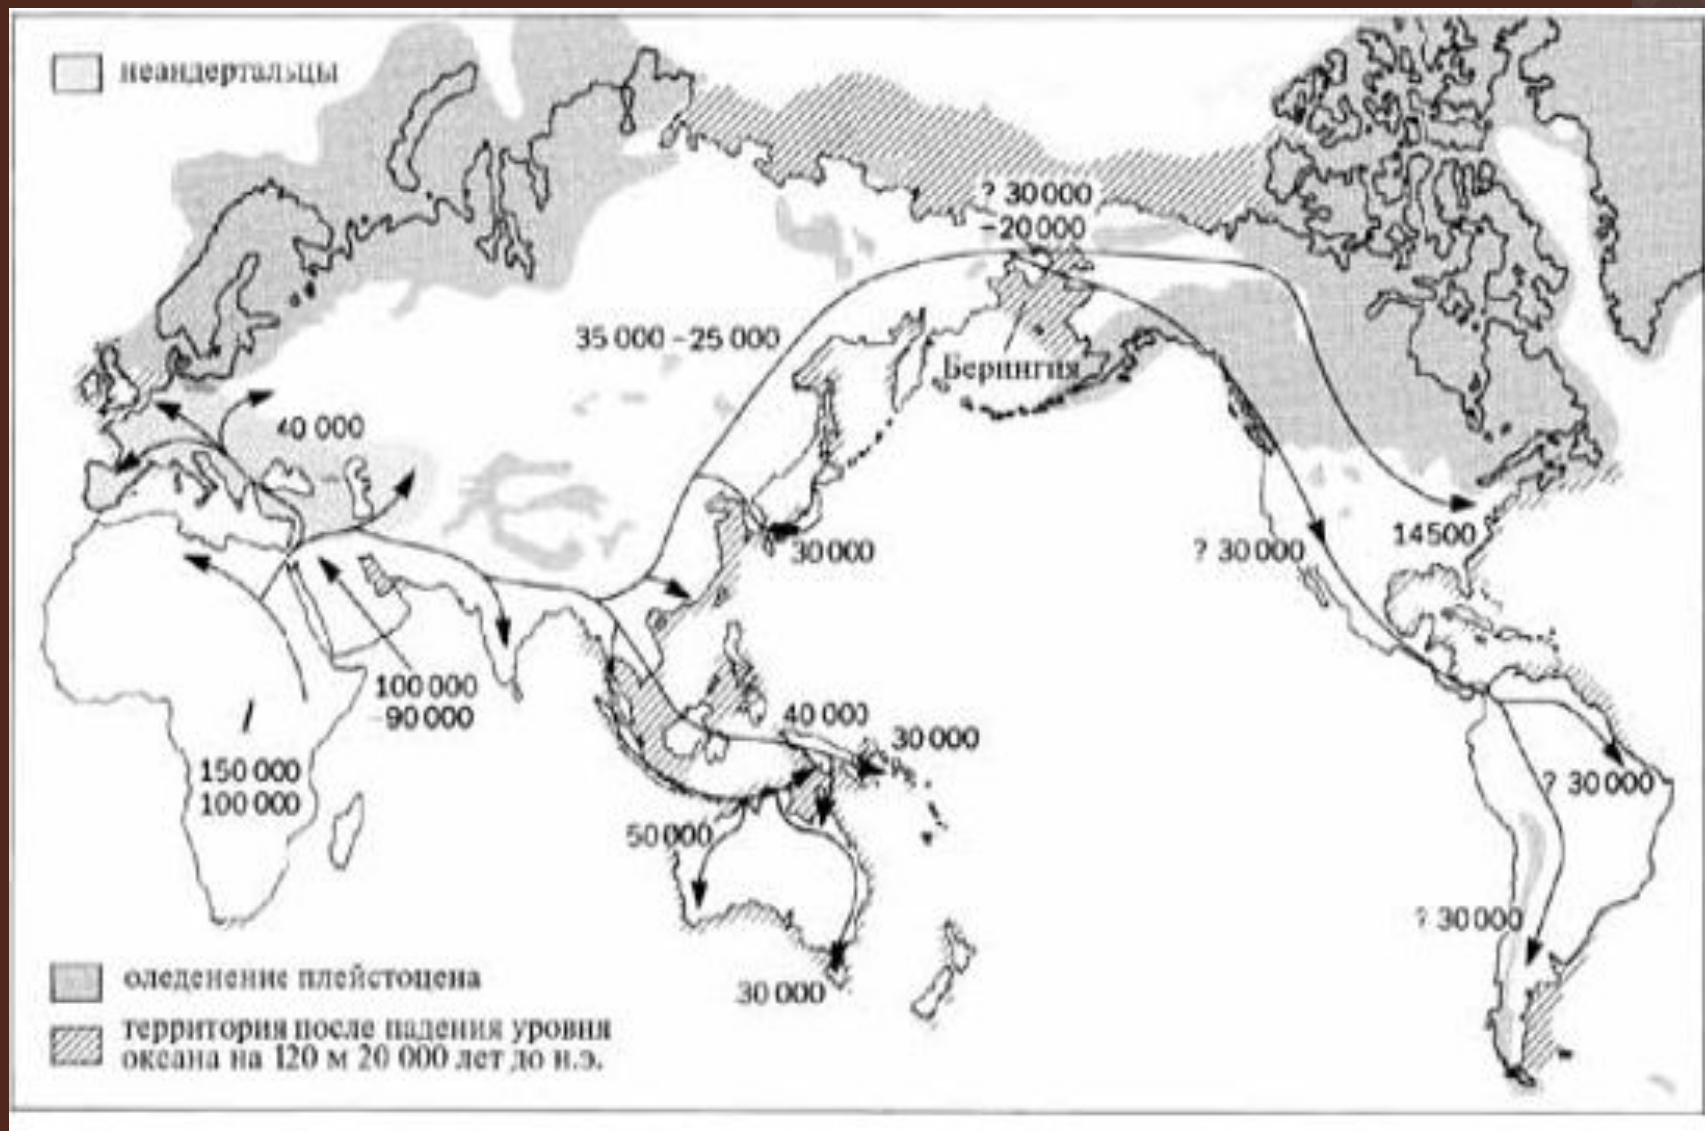 неандертальцы
? 30 000
–20 000
35 000 –25 000
Берингия
40 000
30 000
? 30 000
14500
100 000
–90 000
40 000
30 000
150 000
100 000
? 30 000
50 000
? 30 000
30 000
оледенение плейстоцена
территория после падения уровня
океана на 120 м 20 000 лет до н.э.